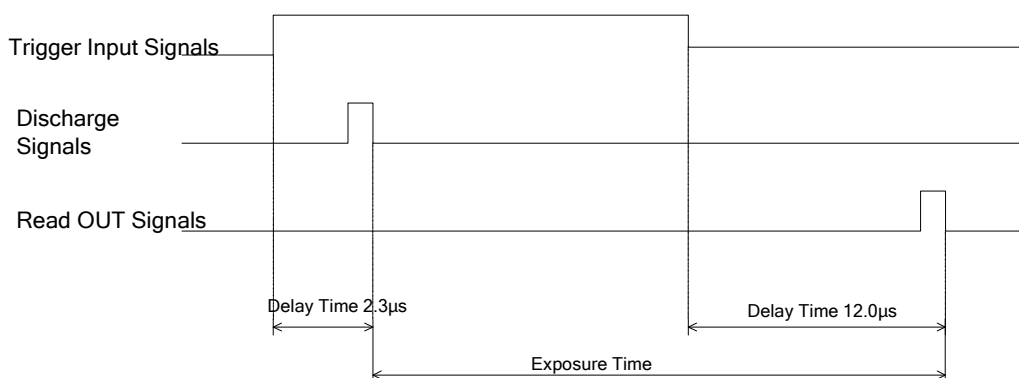 Trigger Input Signals
Discharge
Signals
Read OUT Signals
Delay Time 2.3µs
Delay Time 12.0µs
Exposure Time